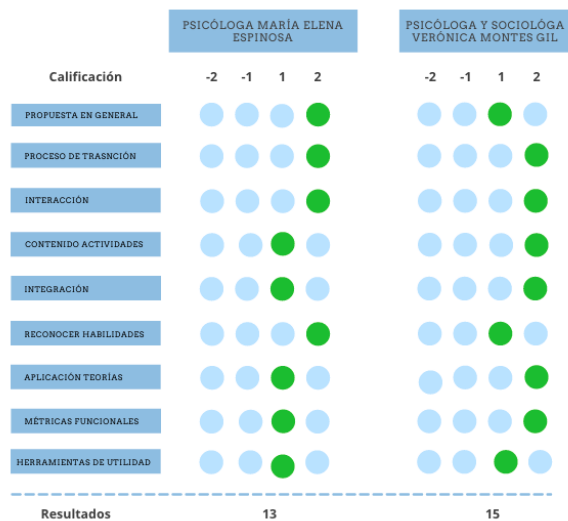 PSICÓLOGA MARÍA ELENA
ESPINOSA
PSICÓLOGA Y SOCIOLÓGA
VERÓNICA MONTES GIL
Calificación -2 -1 1 2 -2 -1 1 2
PROPUESTA EN GENERAL
PROCESO DE TRASNCIÓN
INTERACCIÓN
CONTENIDO ACTIVIDADES
INTEGRACIÓN
RECONOCER HABILIDADES
APLICACIÓN TEORÍAS
MÉTRICAS FUNCIONALES
HERRAMIENTAS DE UTILIDAD
Resultados 13 15